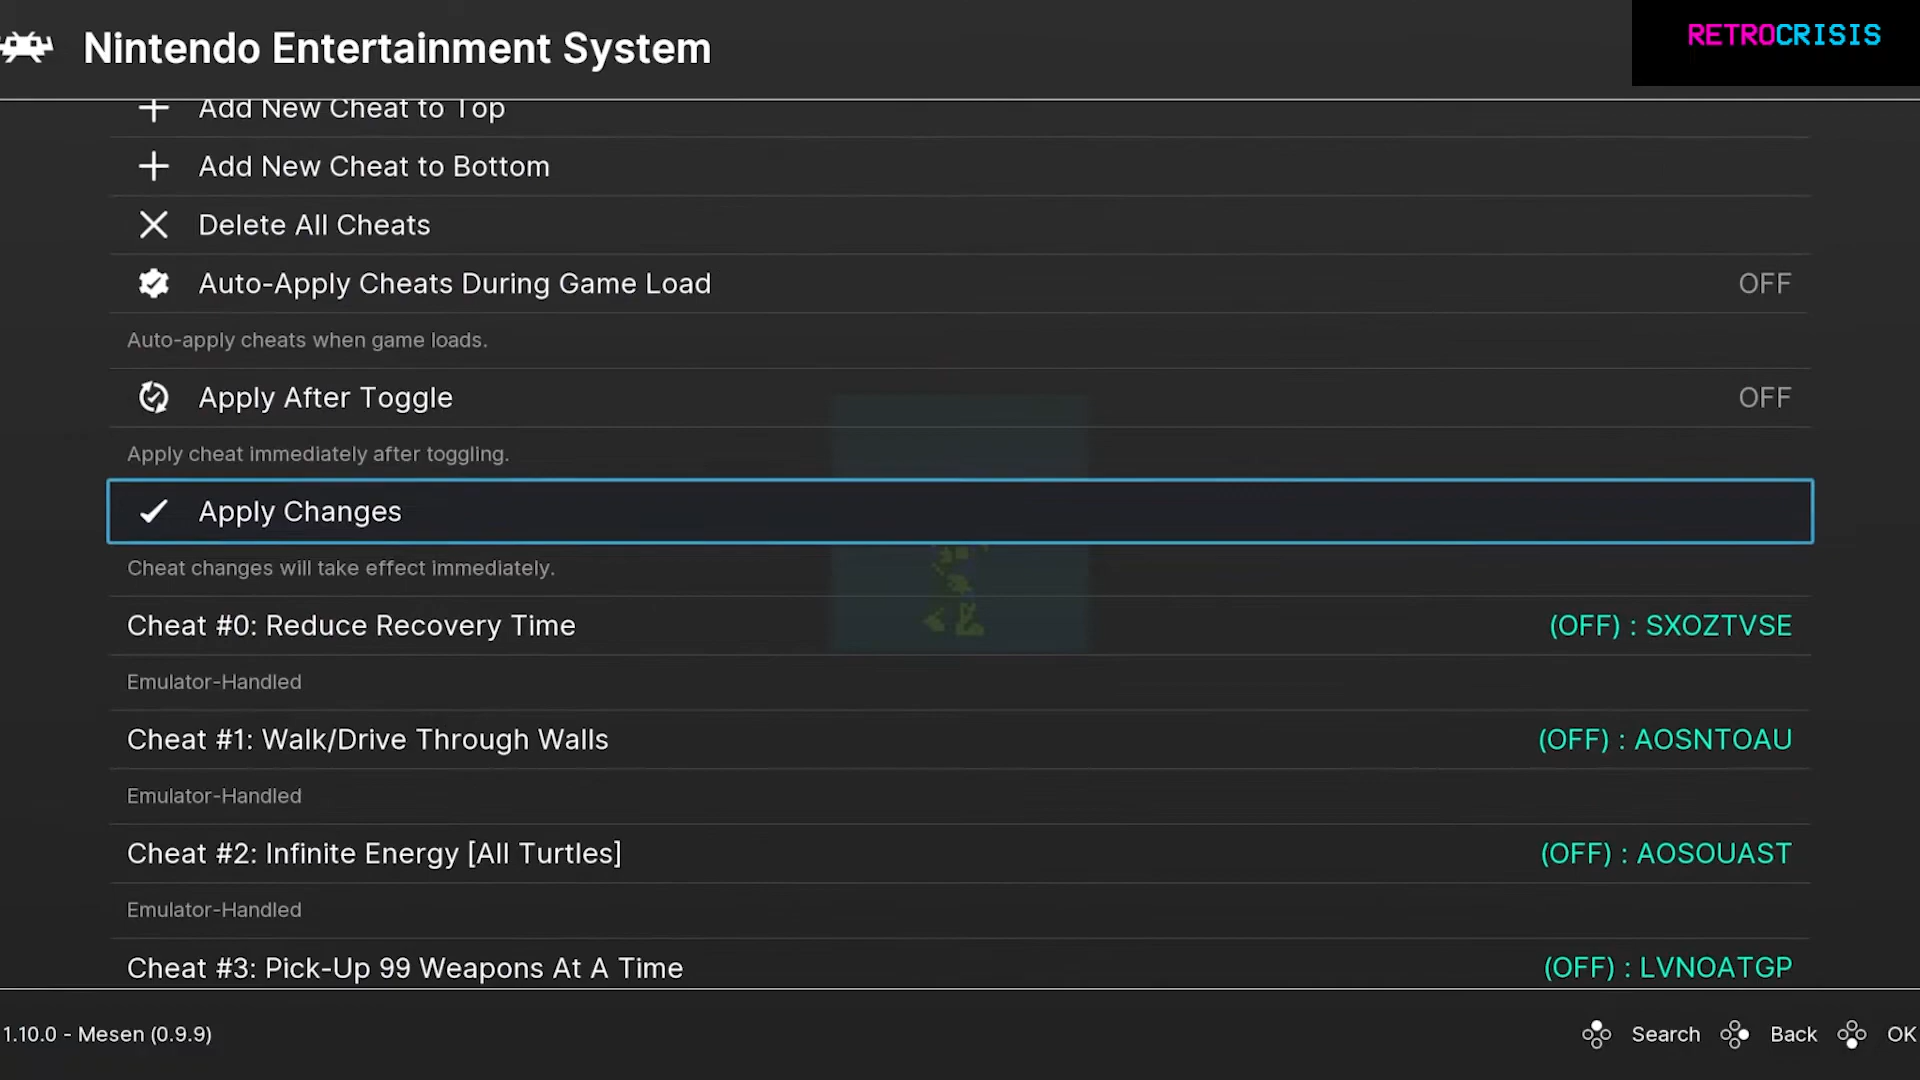 Nintendo Entertainment System
RETROCRISIS
Add New Cheat to Top
Add New Cheat to Bottom
Delete All Cheats
Auto-Apply Cheats During Game Load OFF
Auto-apply cheats when game loads.
Apply After Toggle OFF
Apply cheat immediately after toggling.
Apply Changes
Cheat changes will take effect immediately.
Cheat #0: Reduce Recovery Time (OFF) : SXOZTVSE
Emulator-Handled
Cheat #1: Walk/Drive Through Walls (OFF) : AOSNTOAU
Emulator-Handled
Cheat #2: Infinite Energy [All Turtles] (OFF) : AOSOUAST
Emulator-Handled
Cheat #3: Pick-Up 99 Weapons At A Time (OFF) : LVNOATGP
1.10.0 - Mesen (0.9.9) Search Back OK